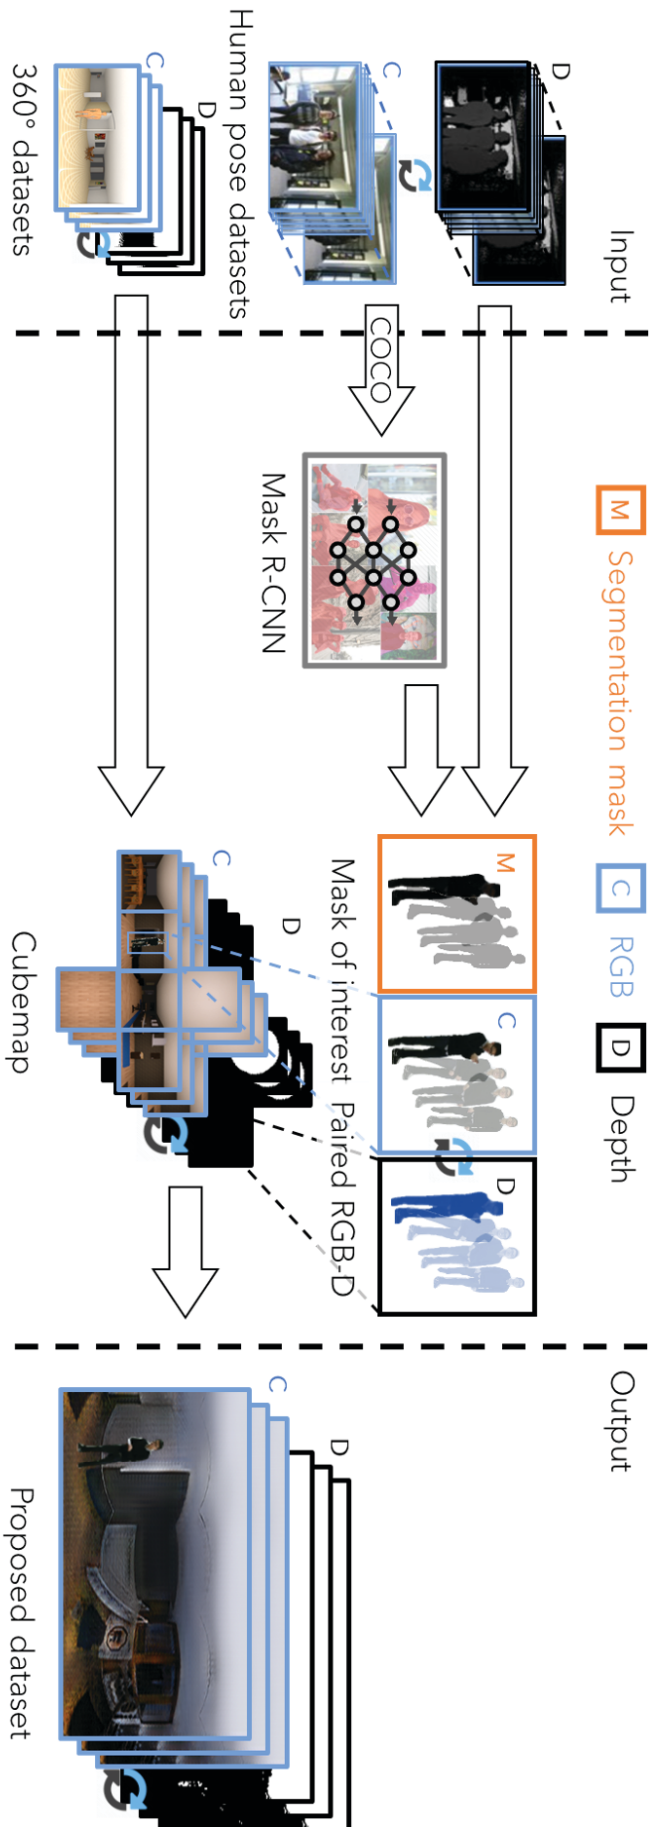 Input
M Segmentation mask C RGB D Depth
Output
D
C
Human pose datasets
COCO
Mask R-CNN
M
C
D
Mask of interest Paired RGB-D
C
D
360° datasets
C
D
Cubemap
C
D
Proposed dataset